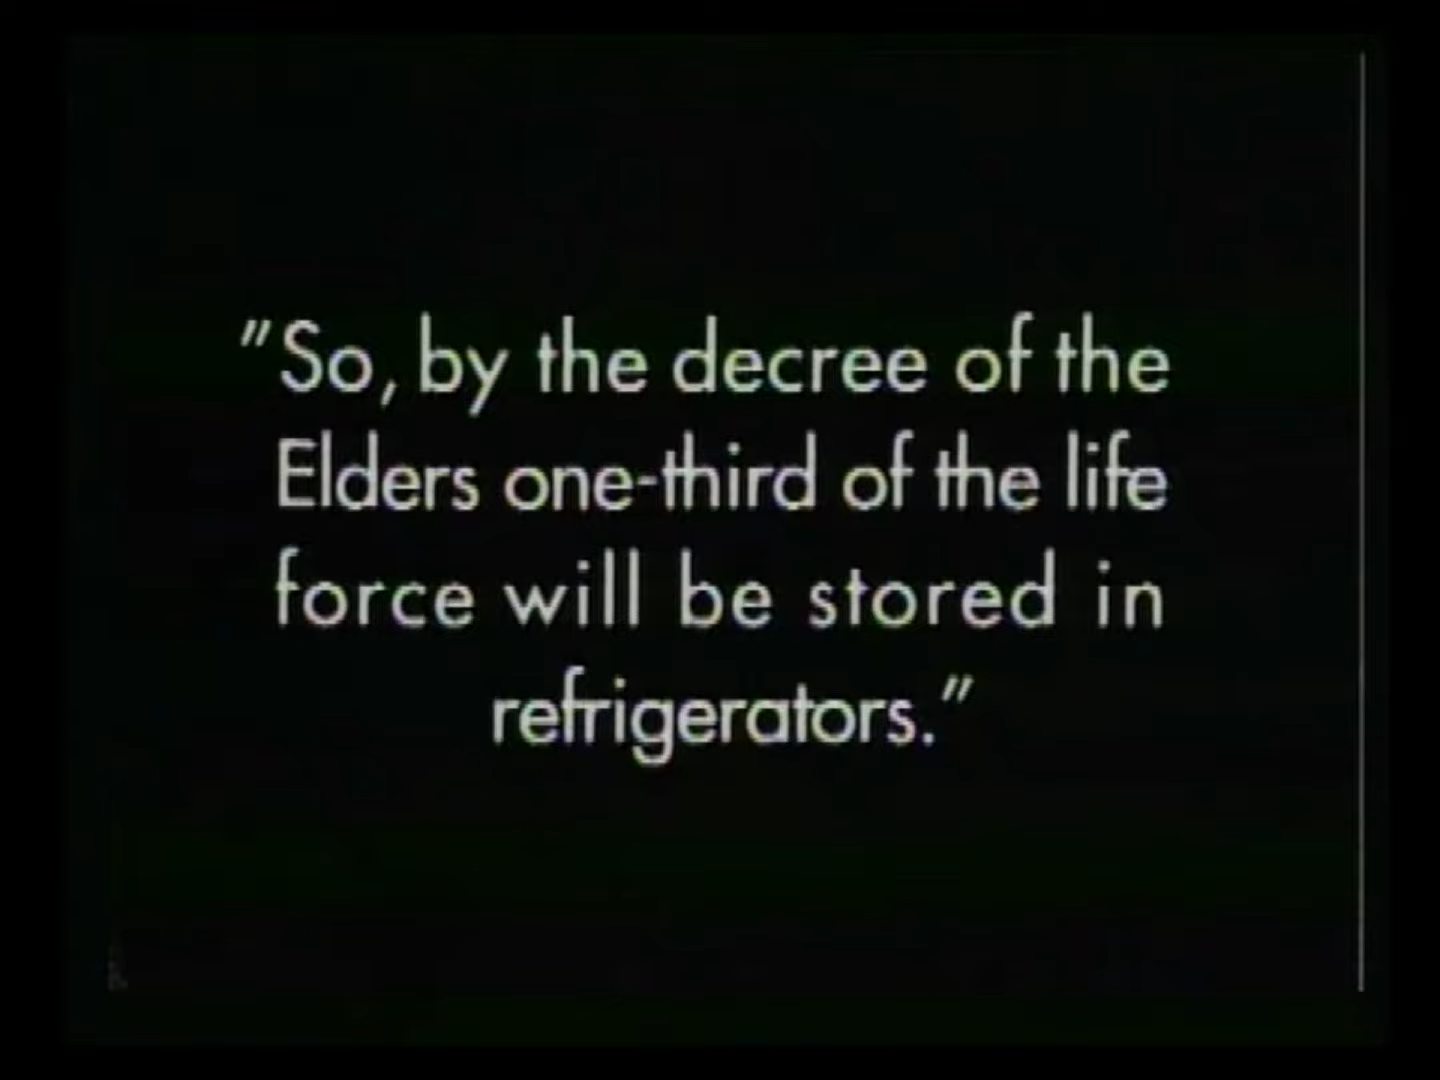 "So, by the decree of the
Elders one-third of the life
force will be stored in
refrigerators."